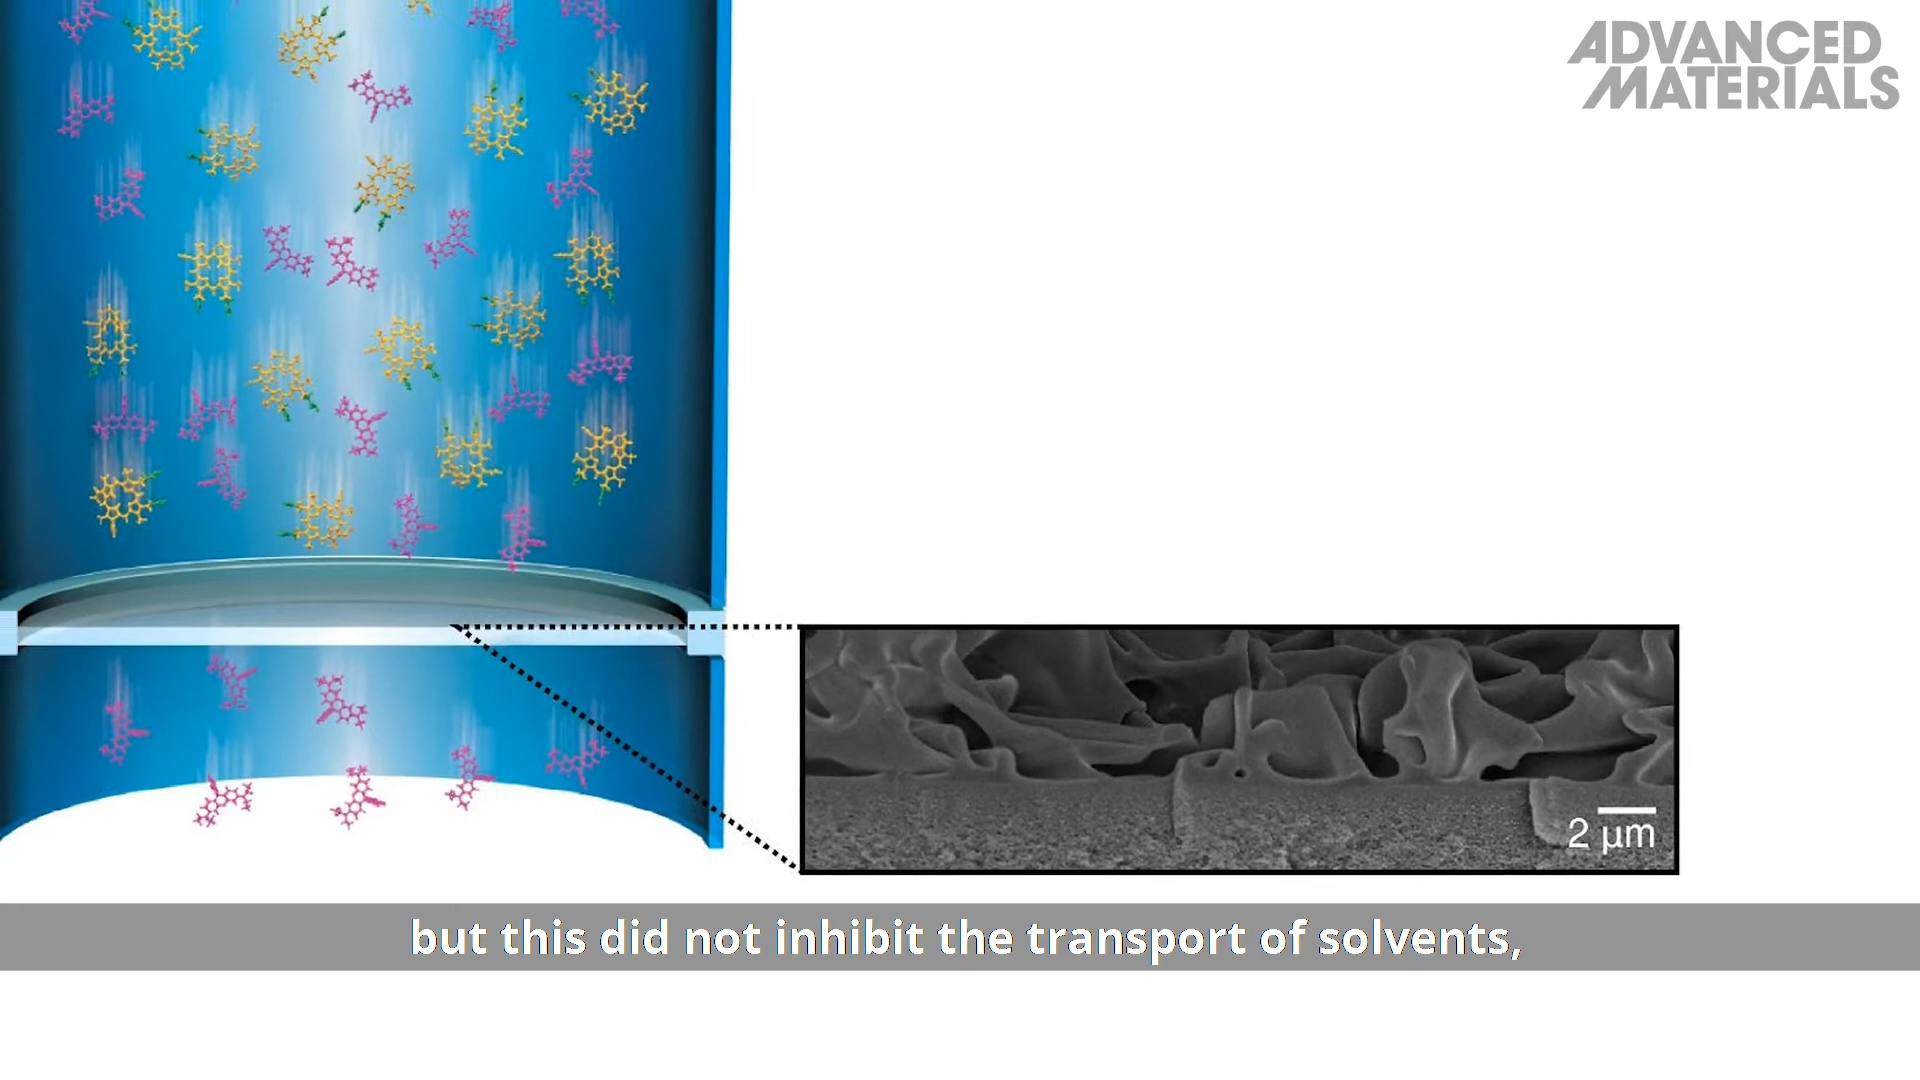 ADVANCED
MATERIALS
2 µm
but this did not inhibit the transport of solvents,